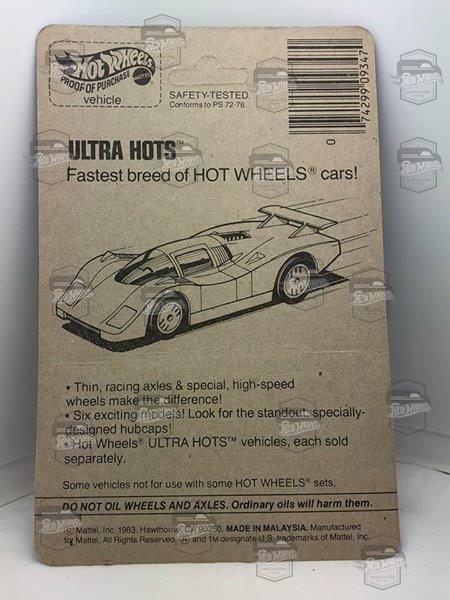 Hot Wheels
PROOF OF PURCHASE MATTEL
vehicle
SAFETY-TESTED.
Conforms to PS 72-76.
74299 09347
0
ULTRA HOTS™
Fastest breed of HOT WHEELS® cars!
• Thin, racing axles & special, high-speed
wheels make the difference!
• Six exciting models! Look for the standout, specially-
designed hubcaps!
• Hot Wheels® ULTRA HOTS™ vehicles, each sold
separately.
Some vehicles not for use with some HOT WHEELS® sets.
DO NOT OIL WHEELS AND AXLES. Ordinary oils will harm them.
© Mattel, Inc. 1983. Hawthorne, CA 90250. MADE IN MALAYSIA. Manufactured
for Mattel. All Rights Reserved. ® and TM designate U.S. trademarks of Mattel, Inc.